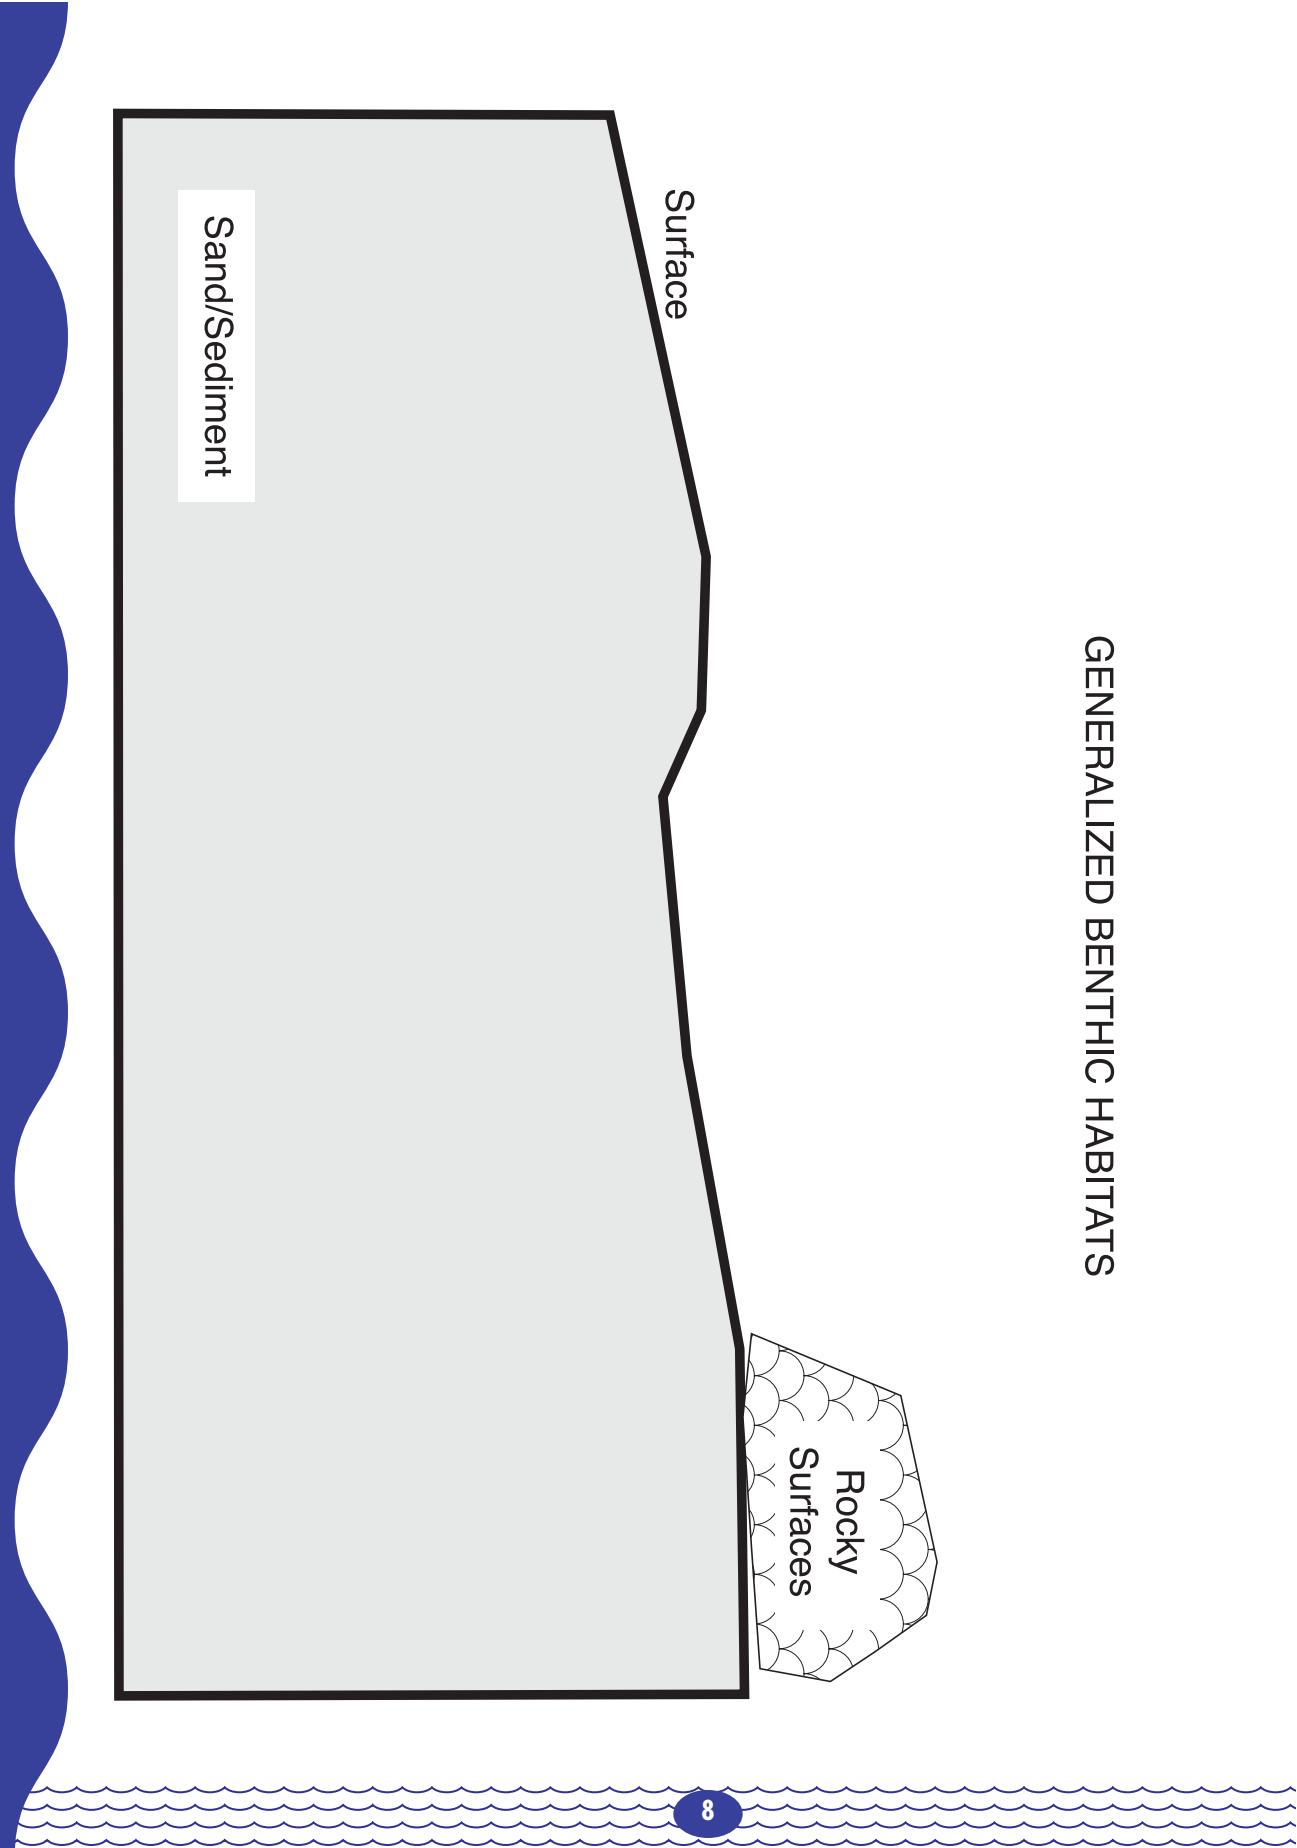 GENERALIZED BENTHIC HABITATS
Rocky
Surfaces
Surface
Sand/Sediment
8